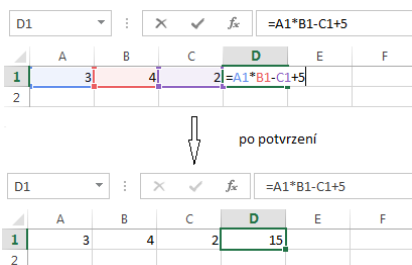 D1 fx =A1*B1-C1+5
A B C D E F
1 3 4 2 =A1*B1-C1+5
2
po potvrzení
D1 fx =A1*B1-C1+5
A B C D E F
1 3 4 2 15
2